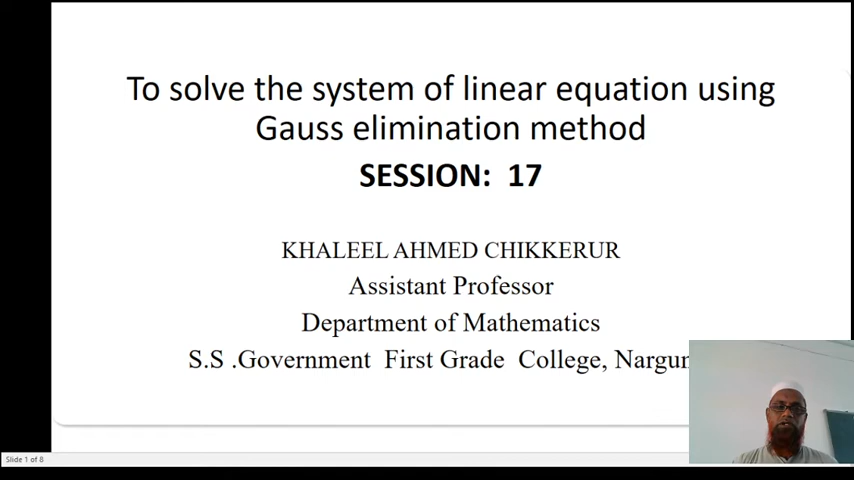 To solve the system of linear equation using
Gauss elimination method
SESSION: 17
KHALEEL AHMED CHIKKERUR
Assistant Professor
Department of Mathematics
S.S .Government First Grade College,
Slide 1 of 8